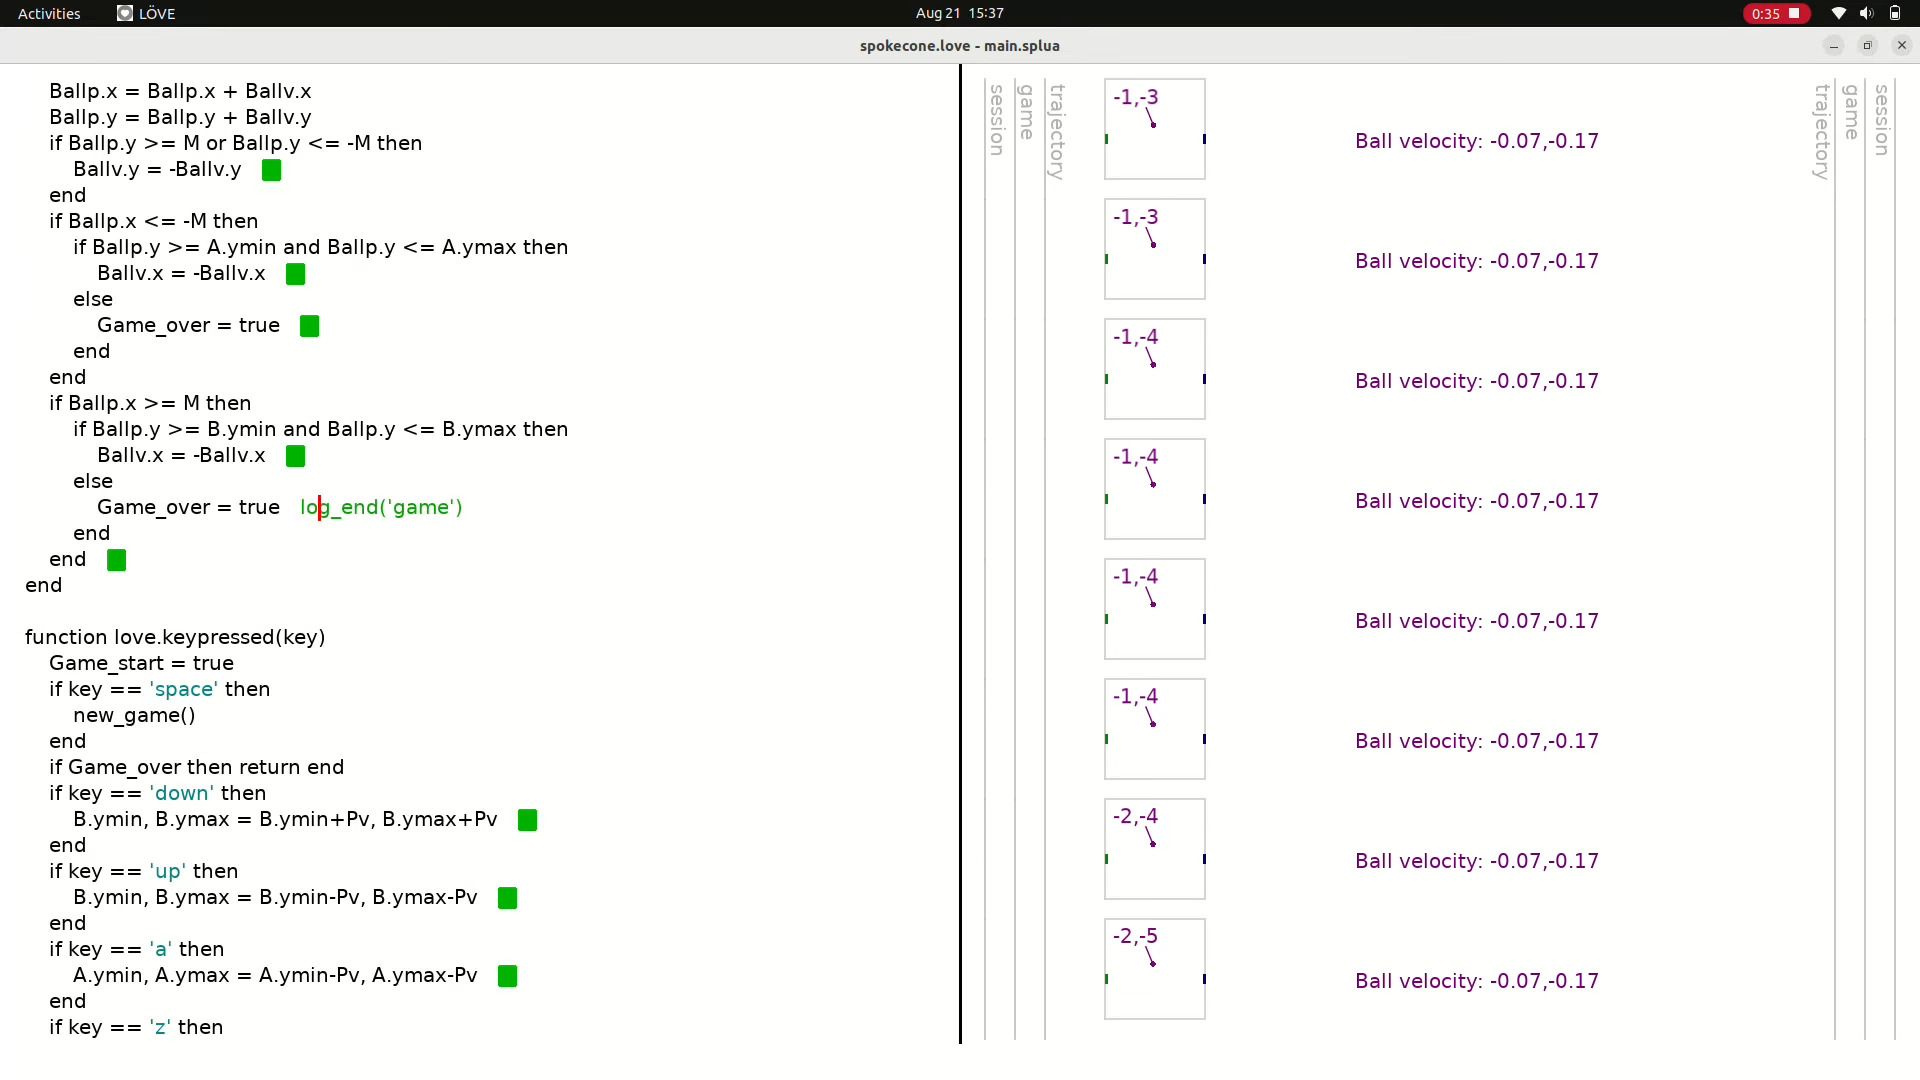 Activities LÖVE Aug 21 15:37 0:35
spokecone.love - main.splua
Ballp.x = Ballp.x + Ballv.x
Ballp.y = Ballp.y + Ballv.y
if Ballp.y >= M or Ballp.y <= -M then
Ballv.y = -Ballv.y
end
if Ballp.x <= -M then
if Ballp.y >= A.ymin and Ballp.y <= A.ymax then
Ballv.x = -Ballv.x
else
Game_over = true
end
end
if Ballp.x >= M then
if Ballp.y >= B.ymin and Ballp.y <= B.ymax then
Ballv.x = -Ballv.x
else
Game_over = true log_end('game')
end
end
end
function love.keypressed(key)
Game_start = true
if key == 'space' then
new_game()
end
if Game_over then return end
if key == 'down' then
B.ymin, B.ymax = B.ymin+Pv, B.ymax+Pv
end
if key == 'up' then
B.ymin, B.ymax = B.ymin-Pv, B.ymax-Pv
end
if key == 'a' then
A.ymin, A.ymax = A.ymin-Pv, A.ymax-Pv
end
if key == 'z' then
session
game
trajectory
-1,-3
Ball velocity: -0.07,-0.17
-1,-3
Ball velocity: -0.07,-0.17
-1,-4
Ball velocity: -0.07,-0.17
-1,-4
Ball velocity: -0.07,-0.17
-1,-4
Ball velocity: -0.07,-0.17
-1,-4
Ball velocity: -0.07,-0.17
-2,-4
Ball velocity: -0.07,-0.17
-2,-5
Ball velocity: -0.07,-0.17
trajectory
game
session